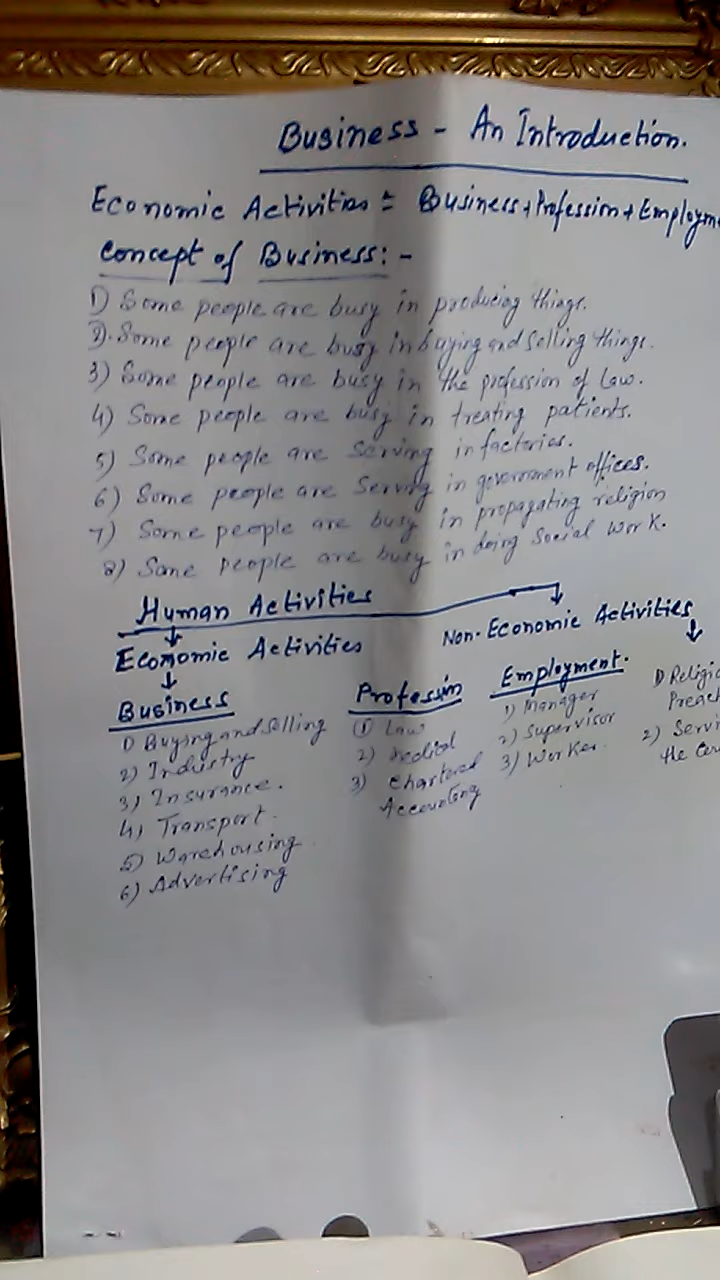 Business - An Introduction.
Economic Activities = Business + Profession + Employme
Concept of Business: -
1) Some people are busy in producing things.
2). Some people are busy in buying and selling things.
3) Some people are busy in the profession of law.
4) Some people are busy in treating patients.
5) Some people are serving in factories.
6) Some people are serving in government offices.
7) Some people are busy in propagating religion
8) Some people are busy in doing Social work.
Human Activities
Economic Activities Non-Economic Activities
Business Profession Employment.
1) Buying and Selling
2) Industry
3) Insurance.
4) Transport.
5) Warehousing
6) Advertising
1) Law
2) Medical
3) Chartered
Accounting
1) Manager
2) Supervisor
3) Worker.
1) Religio
Preach
2) Servi
the